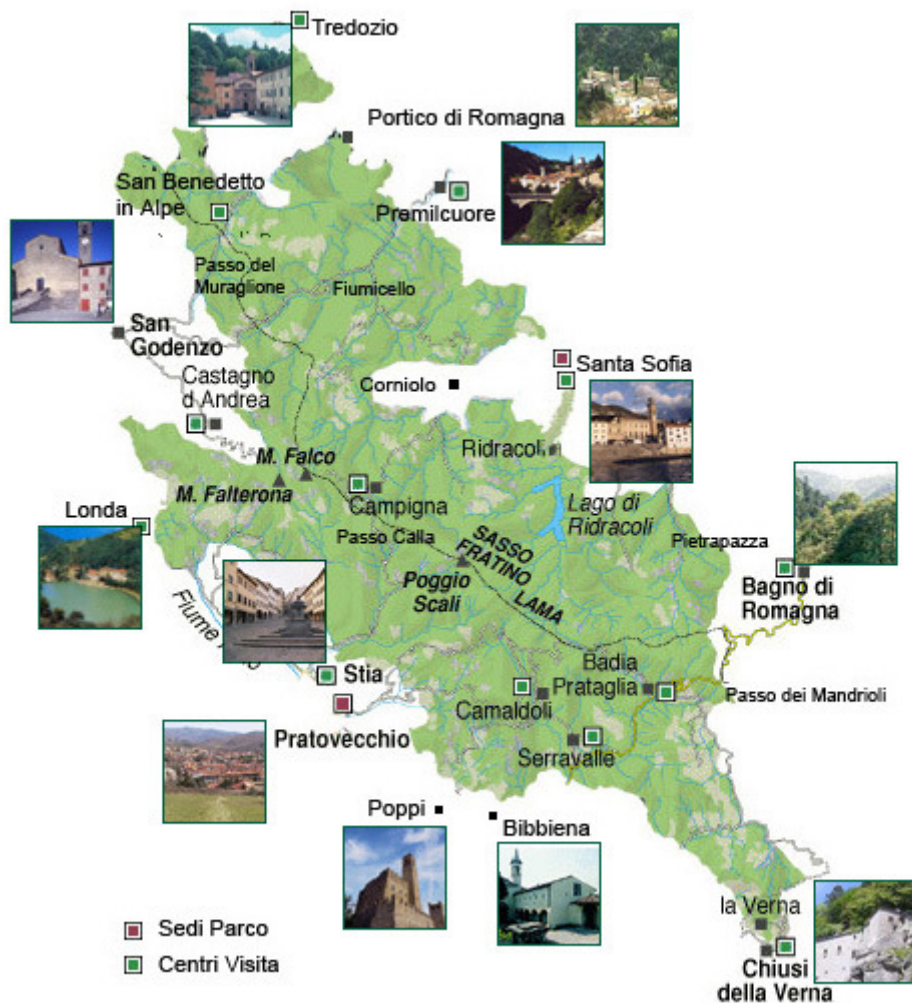 Tredozio
Portico di Romagna
San Benedetto
in Alpe
Premilcuore
Passo del
Muraglione
Fiumicello
San
Godenzo
Santa Sofia
Castagno
d Andrea
Corniolo
Ridracoli
M. Falco
M. Falterona
Campigna
Lago di
Ridracoli
Londa
Passo Calla
SASSO
FRATINO
Pietrapazza
Poggio
Scali
LAMA
Bagno di
Romagna
Fiume
Stia
Badia
Prataglia
Passo dei Mandrioli
Camaldoli
Pratovecchio
Serravalle
Poppi
Bibbiena
la Verna
Sedi Parco
Centri Visita
Chiusi
della Verna